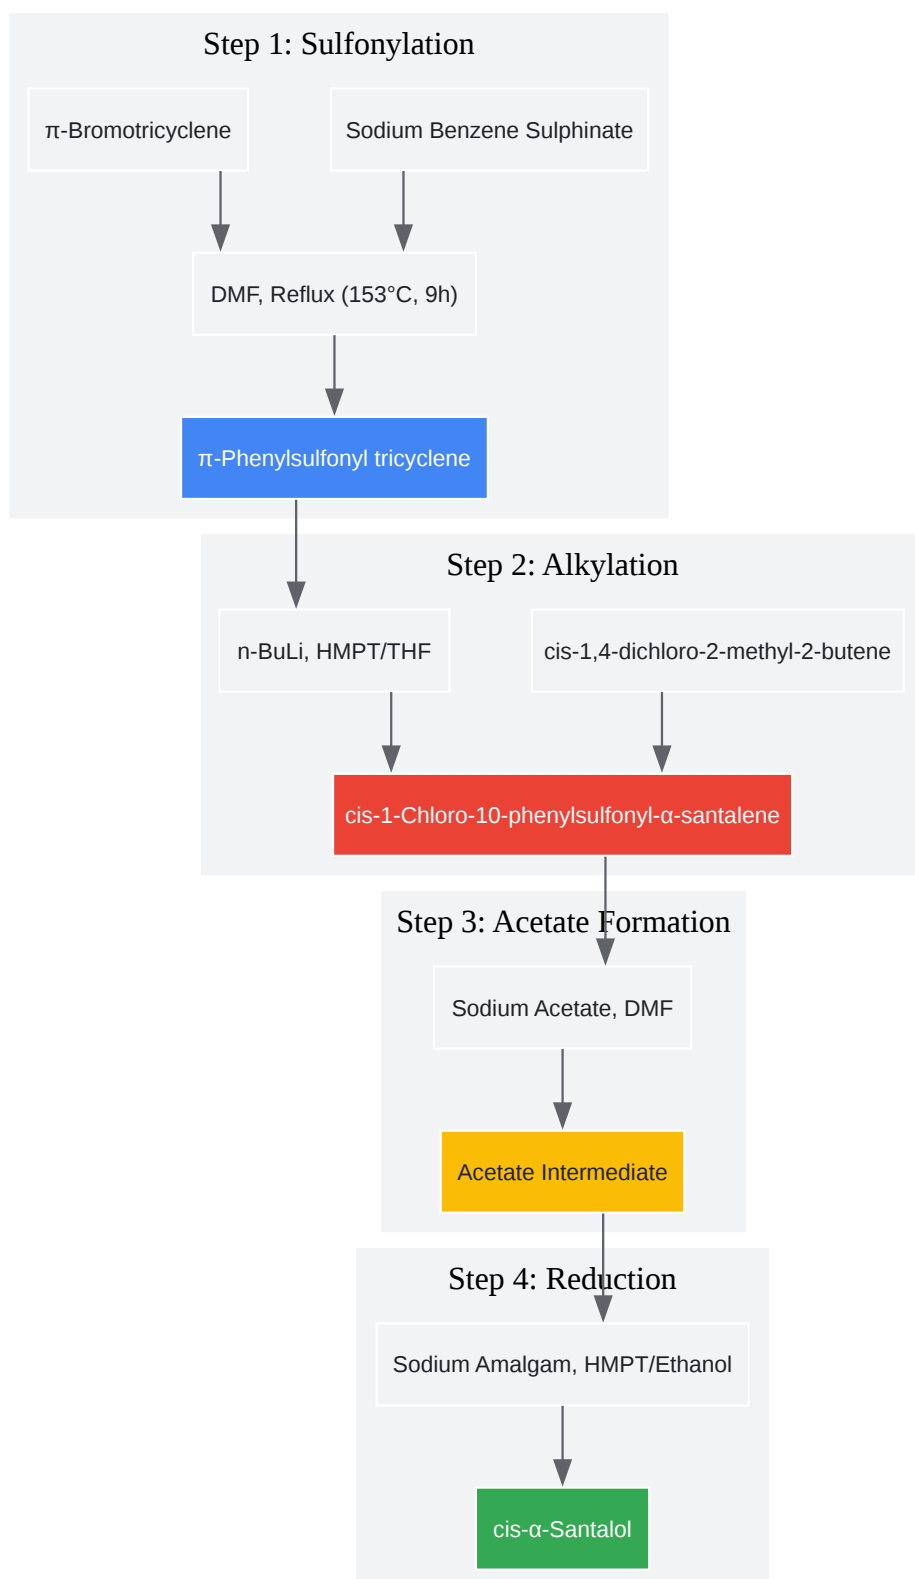 Step 1: Sulfonylation
π-Bromotricyclene
Sodium Benzene Sulphinate
DMF, Reflux (153°C, 9h)
π-Phenylsulfonyl tricyclene
Step 2: Alkylation
n-BuLi, HMPT/THF
cis-1,4-dichloro-2-methyl-2-butene
cis-1-Chloro-10-phenylsulfonyl-α-santalene
Step 3: Acetate Formation
Sodium Acetate, DMF
Acetate Intermediate
Step 4: Reduction
Sodium Amalgam, HMPT/Ethanol
cis-α-Santalol